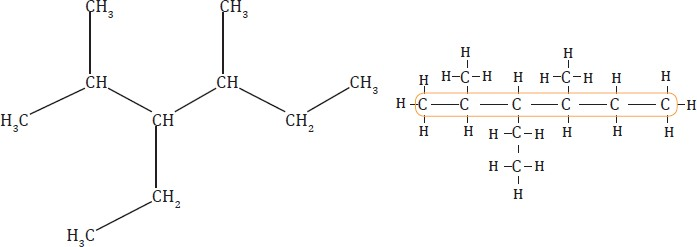 CH₃ CH₃
CH CH CH₃
H₃C CH CH₂
CH₂
H₃C
H H
H H–C–H H H–C–H H H
H–C–C–C–C–C–C–H
H H H–C–H H H H
H–C–H
H